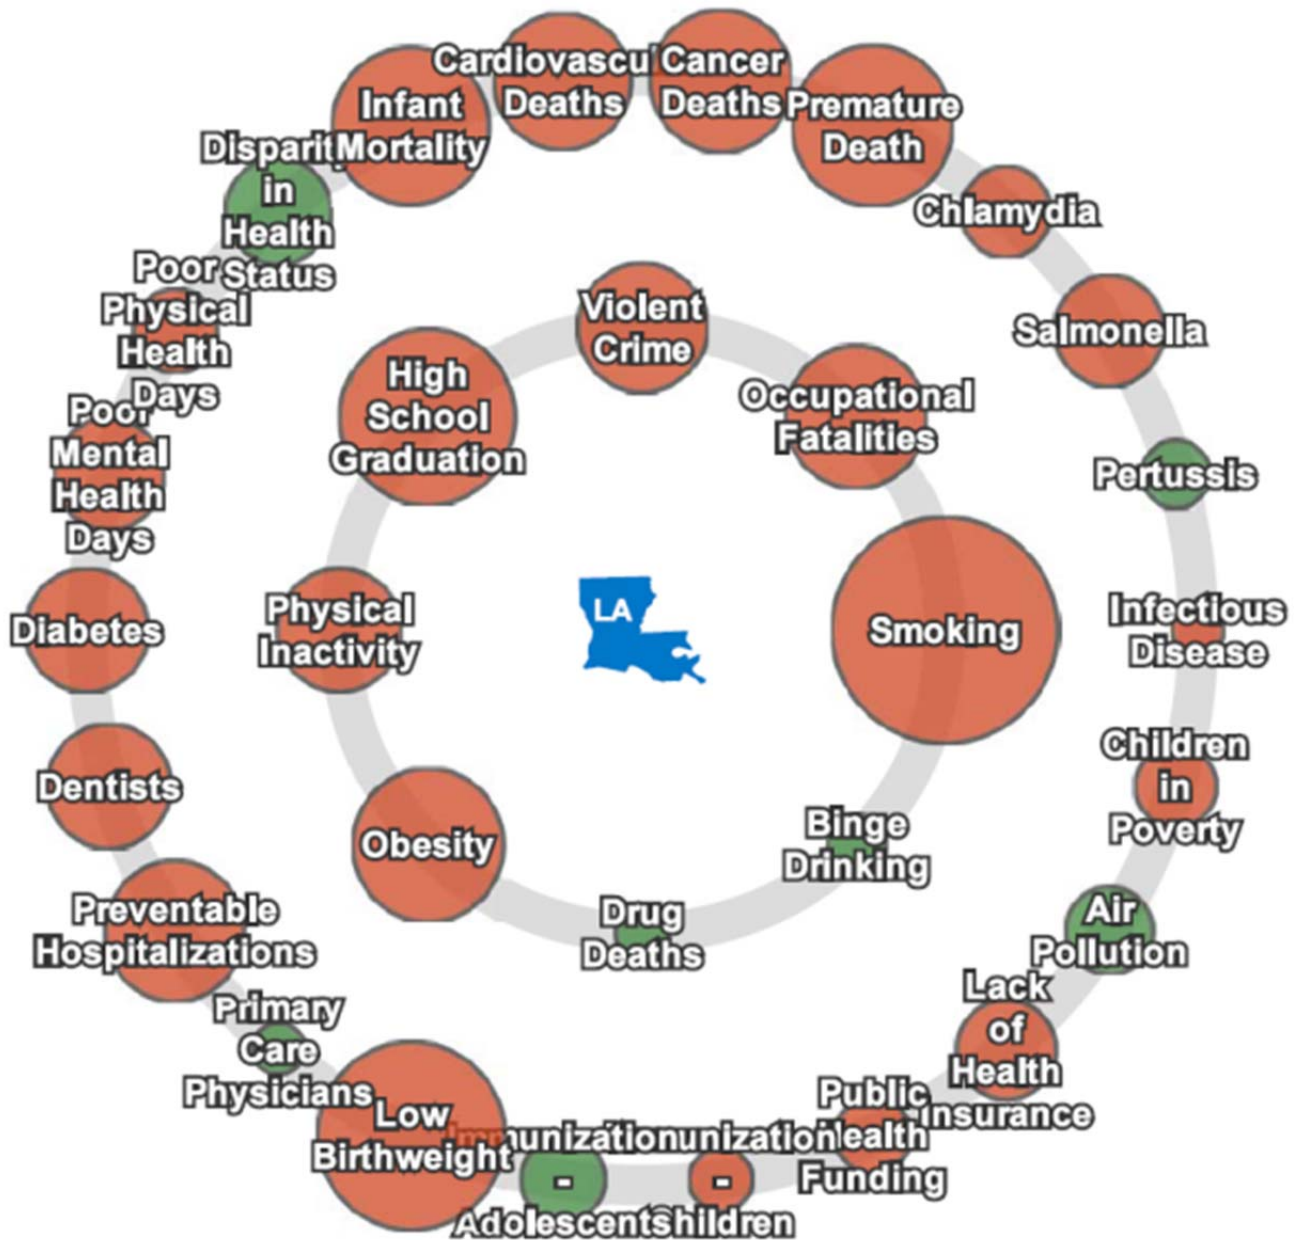 Cardiovascu
Deaths
Cancer
Deaths
Premature
Death
Infant
Mortality
Disparit
in
Health
Status
Chlamydia
Salmonella
Pertussis
Infectious
Disease
Children
in
Poverty
Air
Pollution
Lack
of
Health
Insurance
Public
Health
Funding
unization
-
Children
Immunization
-
Adolescents
Low
Birthweight
Primary
Care
Physicians
Preventable
Hospitalizations
Dentists
Diabetes
Poor
Mental
Health
Days
Poor
Physical
Health
Days
Violent
Crime
Occupational
Fatalities
Smoking
Binge
Drinking
Drug
Deaths
Obesity
Physical
Inactivity
High
School
Graduation
LA